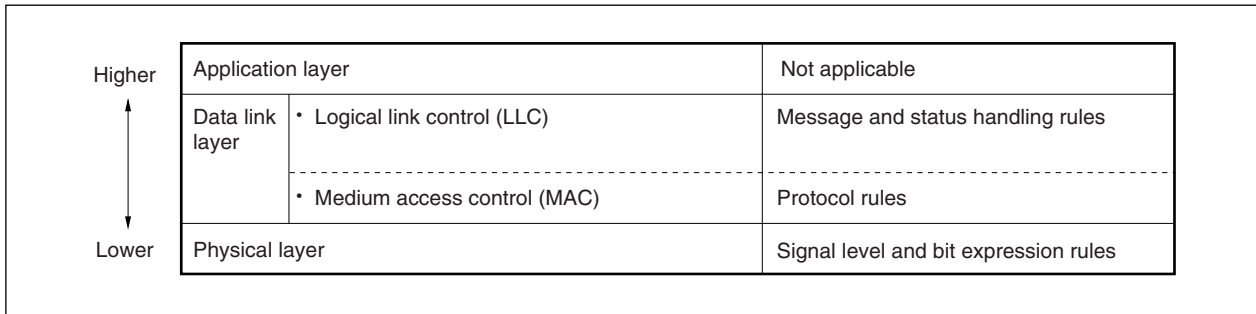 Higher
Application layer
Not applicable
Data link
layer
• Logical link control (LLC)
Message and status handling rules
• Medium access control (MAC)
Protocol rules
Lower
Physical layer
Signal level and bit expression rules